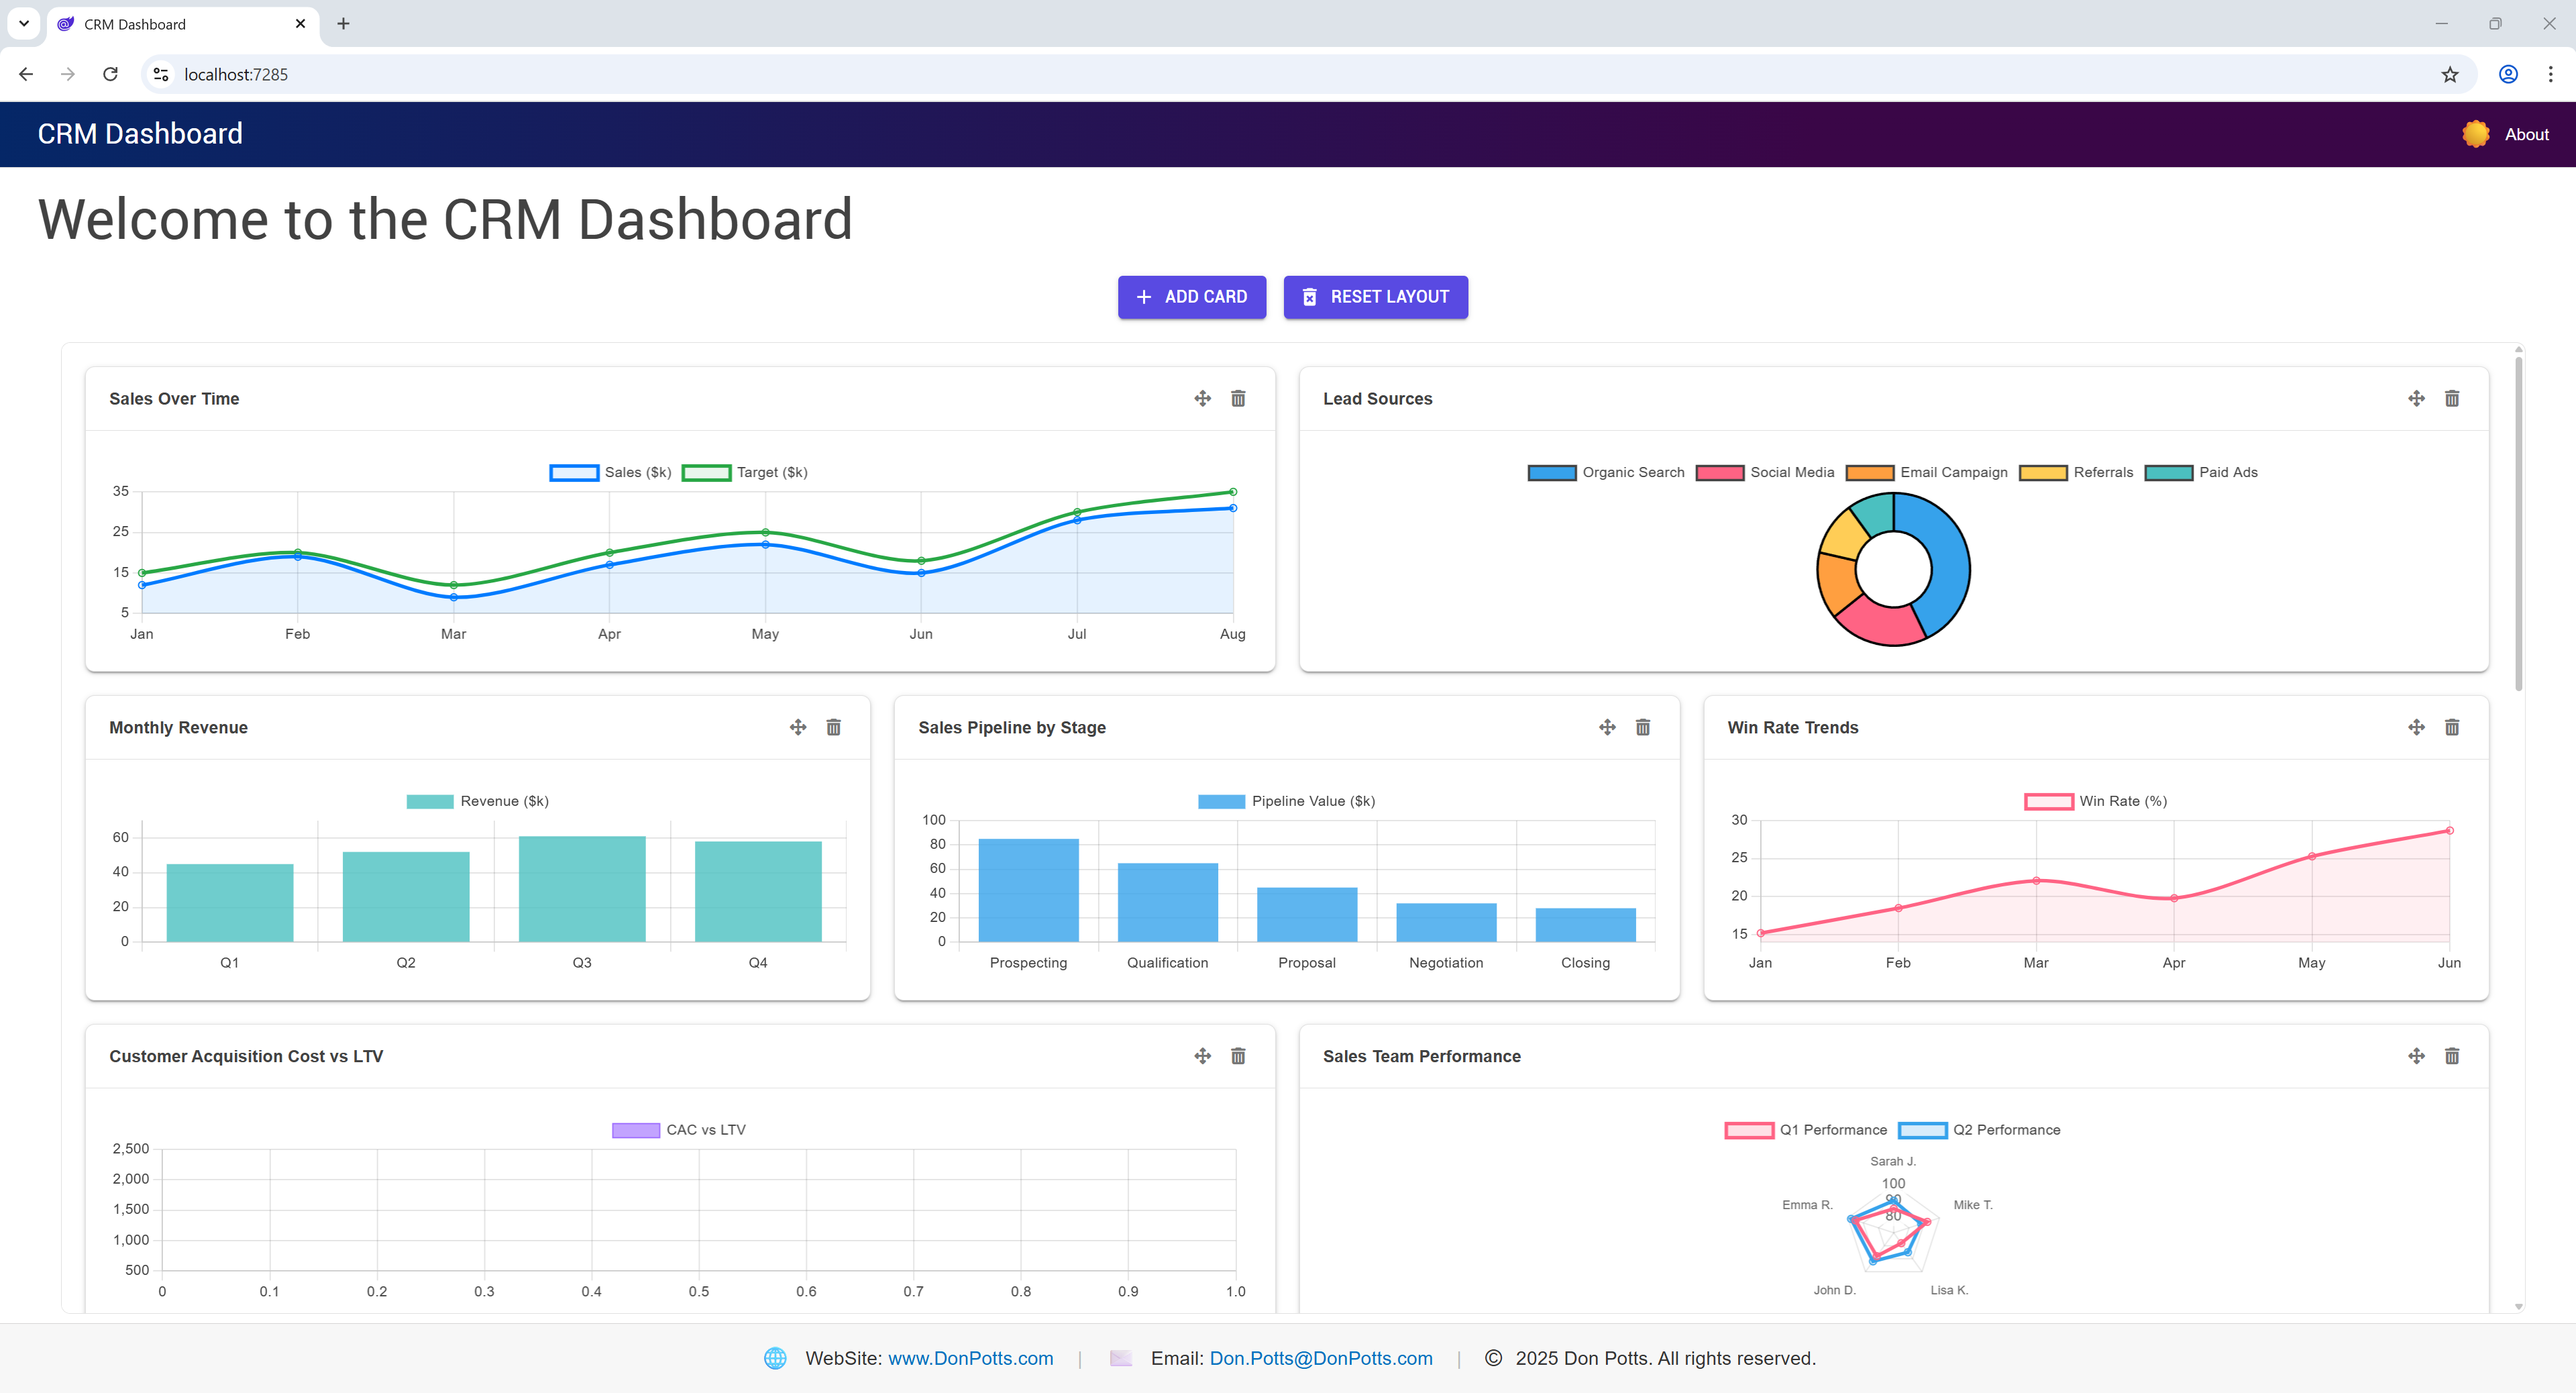 CRM Dashboard
localhost:7285
CRM Dashboard
About
Welcome to the CRM Dashboard
ADD CARD
RESET LAYOUT
Sales Over Time
Sales ($k) Target ($k)
35
25
15
5
Jan Feb Mar Apr May Jun Jul Aug
Lead Sources
Organic Search Social Media Email Campaign Referrals Paid Ads
Monthly Revenue
Revenue ($k)
60
40
20
0
Q1 Q2 Q3 Q4
Sales Pipeline by Stage
Pipeline Value ($k)
100
80
60
40
20
0
Prospecting Qualification Proposal Negotiation Closing
Win Rate Trends
Win Rate (%)
30
25
20
15
Jan Feb Mar Apr May Jun
Customer Acquisition Cost vs LTV
CAC vs LTV
2,500
2,000
1,500
1,000
500
0 0.1 0.2 0.3 0.4 0.5 0.6 0.7 0.8 0.9 1.0
Sales Team Performance
Q1 Performance Q2 Performance
Sarah J.
100
90
80
Emma R. Mike T.
John D. Lisa K.
WebSite: www.DonPotts.com | Email: Don.Potts@DonPotts.com | © 2025 Don Potts. All rights reserved.